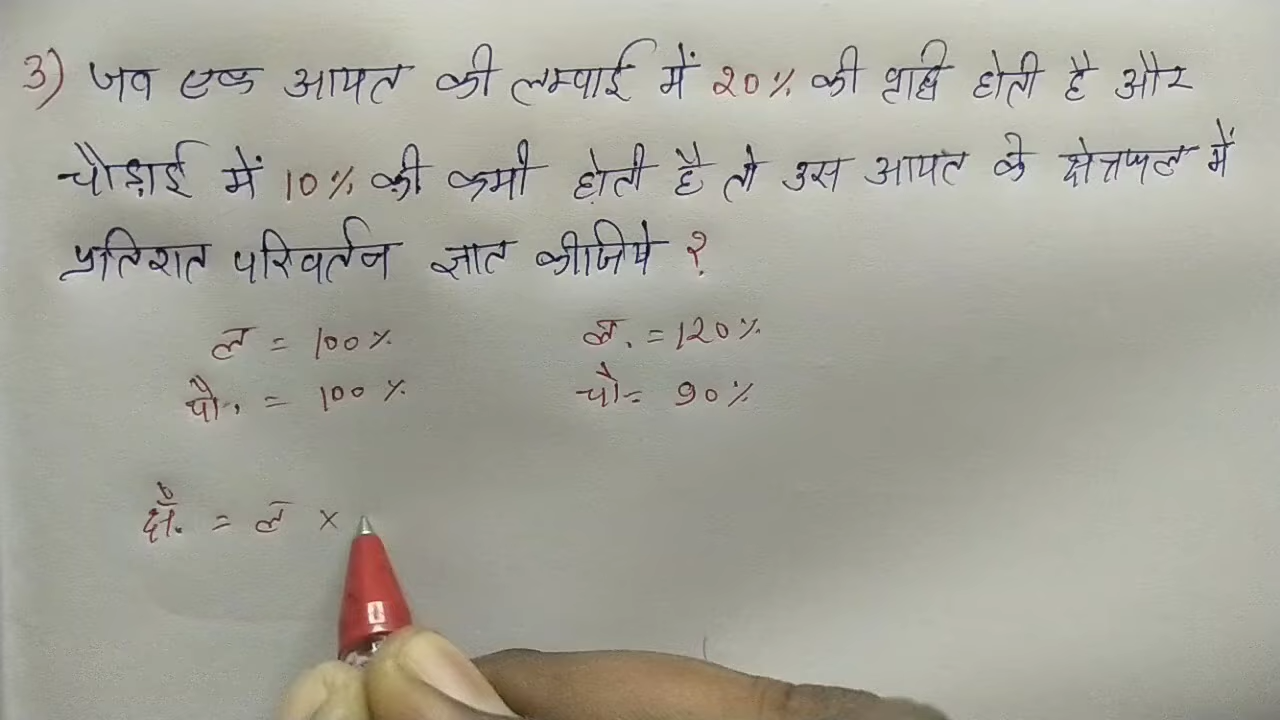 3) जब एक आयत की लम्बाई में 20% की वृद्धि होती है और
चौड़ाई में 10% की कमी होती है तो उस आयत के क्षेत्रफल में
प्रतिशत परिवर्तन ज्ञात कीजिये ?
ल = 100% ल. = 120%
चौ. = 100% चौ = 90%
क्षे. = ल ×